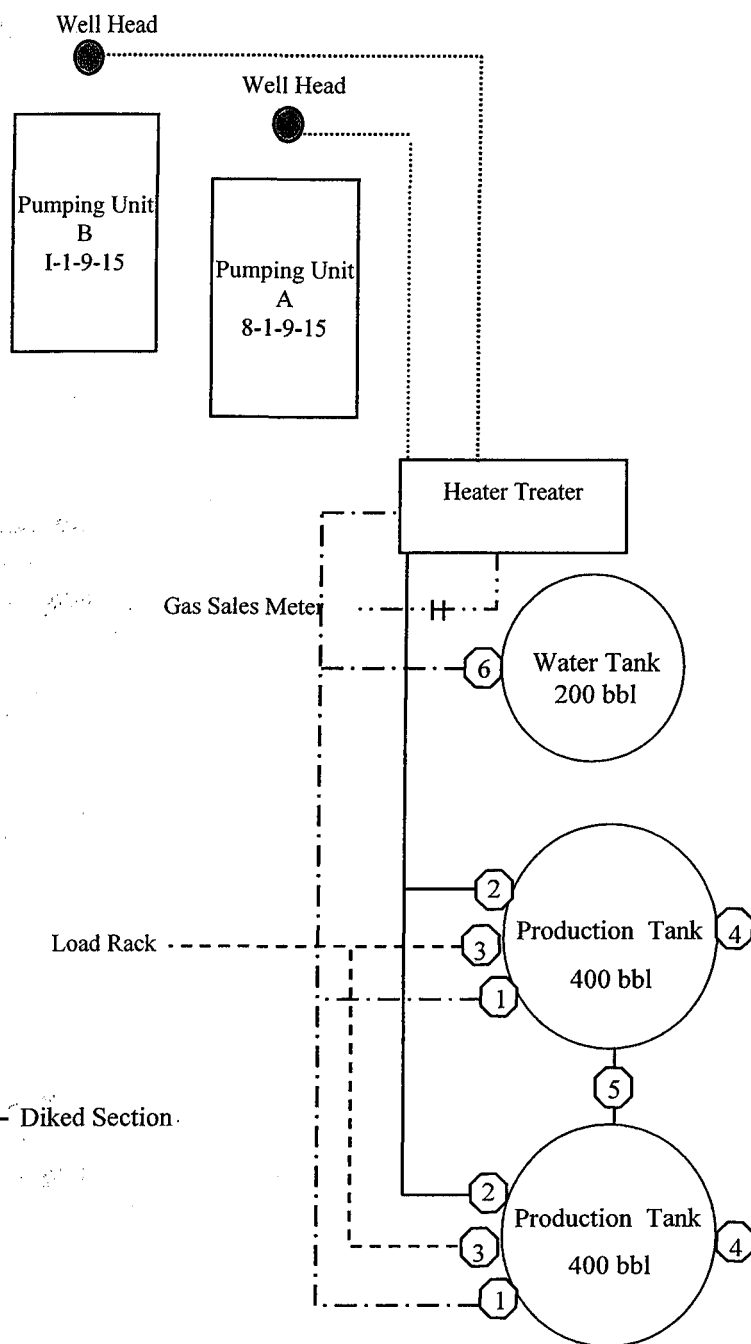 Well Head
Well Head
Pumping Unit
B
I-1-9-15
Pumping Unit
A
8-1-9-15
Heater Treater
Gas Sales Meter
6
Water Tank
200 bbl
2
Production Tank
4
Load Rack
3
400 bbl
1
5
Diked Section
2
Production Tank
4
3
400 bbl
1